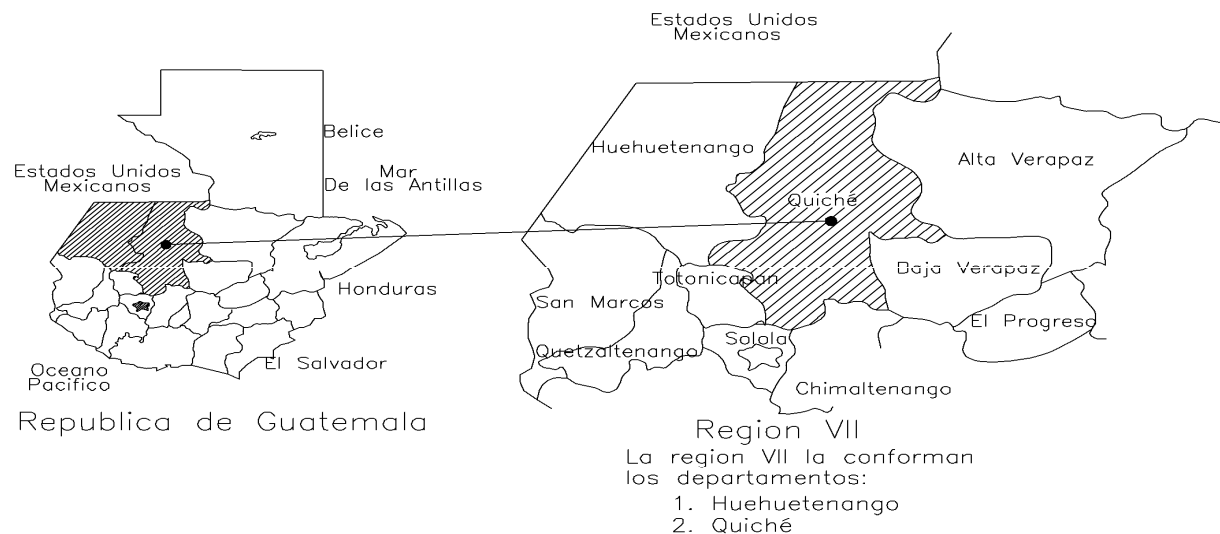 Estados Unidos
Mexicanos
Belice
Mar
De las Antillas
Estados Unidos
Mexicanos
Honduras
El Salvador
Oceano
Pacifico
Republica de Guatemala
Huehuetenango
Alta Verapaz
Quiché
Totonicapan
Baja Verapaz
San Marcos
El Progreso
Solola
Quetzaltenango
Chimaltenango
Region VII
La region VII la conforman
los departamentos:
1. Huehuetenango
2. Quiché